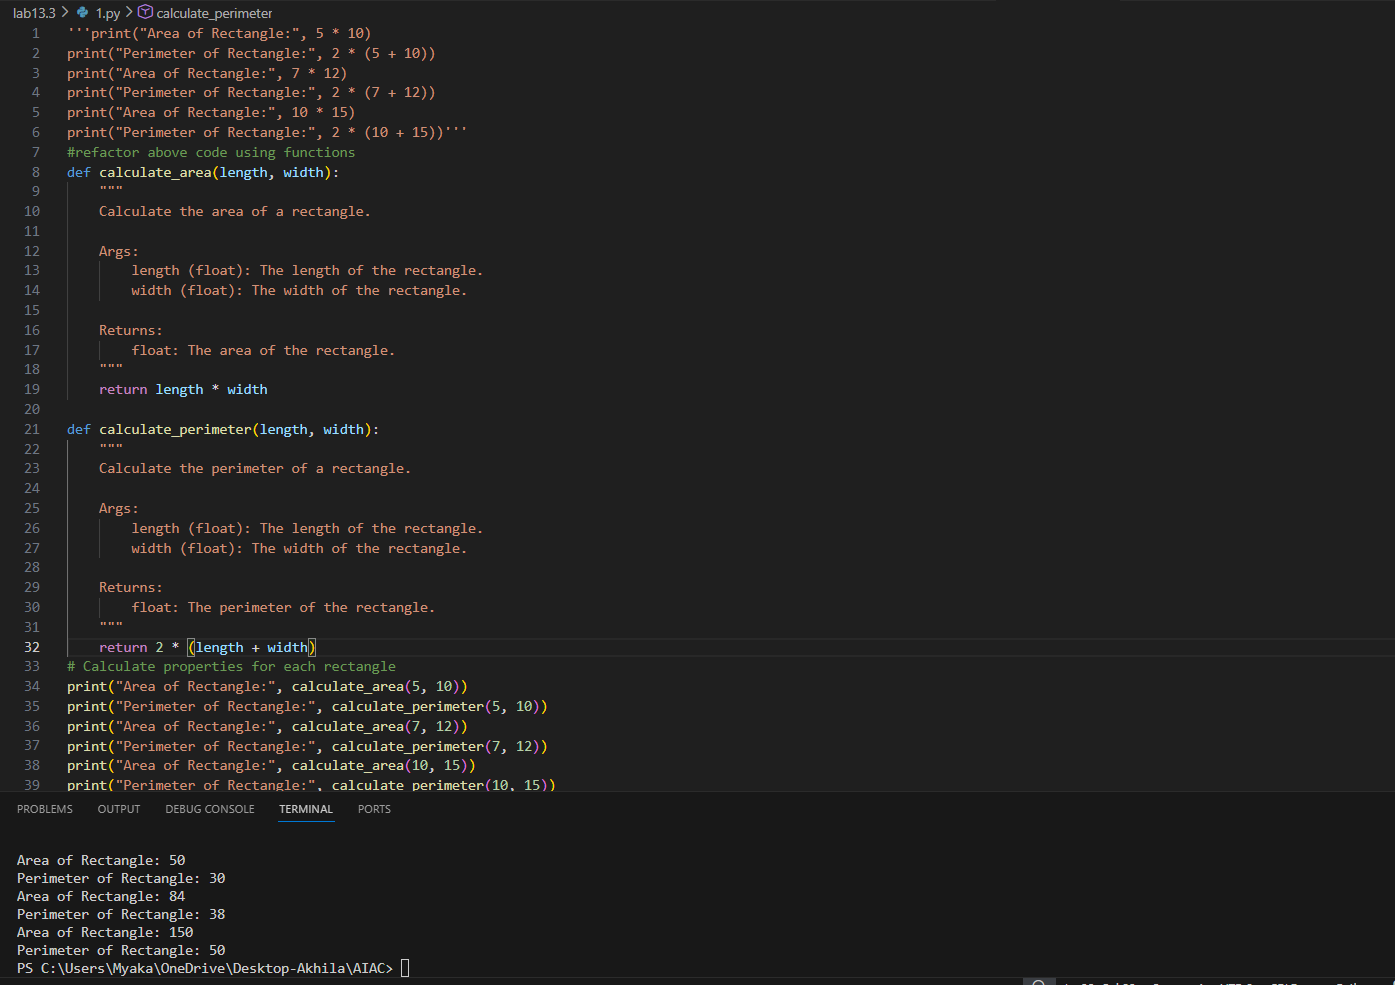 lab13.3 > 1.py > calculate_perimeter
1 '''print("Area of Rectangle:", 5 * 10)
2 print("Perimeter of Rectangle:", 2 * (5 + 10))
3 print("Area of Rectangle:", 7 * 12)
4 print("Perimeter of Rectangle:", 2 * (7 + 12))
5 print("Area of Rectangle:", 10 * 15)
6 print("Perimeter of Rectangle:", 2 * (10 + 15))'''
7 #refactor above code using functions
8 def calculate_area(length, width):
9     """
10     Calculate the area of a rectangle.
11
12     Args:
13         length (float): The length of the rectangle.
14         width (float): The width of the rectangle.
15
16     Returns:
17         float: The area of the rectangle.
18     """
19     return length * width
20
21 def calculate_perimeter(length, width):
22     """
23     Calculate the perimeter of a rectangle.
24
25     Args:
26         length (float): The length of the rectangle.
27         width (float): The width of the rectangle.
28
29     Returns:
30         float: The perimeter of the rectangle.
31     """
32     return 2 * (length + width)
33 # Calculate properties for each rectangle
34 print("Area of Rectangle:", calculate_area(5, 10))
35 print("Perimeter of Rectangle:", calculate_perimeter(5, 10))
36 print("Area of Rectangle:", calculate_area(7, 12))
37 print("Perimeter of Rectangle:", calculate_perimeter(7, 12))
38 print("Area of Rectangle:", calculate_area(10, 15))
39 print("Perimeter of Rectangle:", calculate_perimeter(10, 15))
PROBLEMS OUTPUT DEBUG CONSOLE TERMINAL PORTS
Area of Rectangle: 50
Perimeter of Rectangle: 30
Area of Rectangle: 84
Perimeter of Rectangle: 38
Area of Rectangle: 150
Perimeter of Rectangle: 50
PS C:\Users\Myaka\OneDrive\Desktop-Akhila\AIAC>